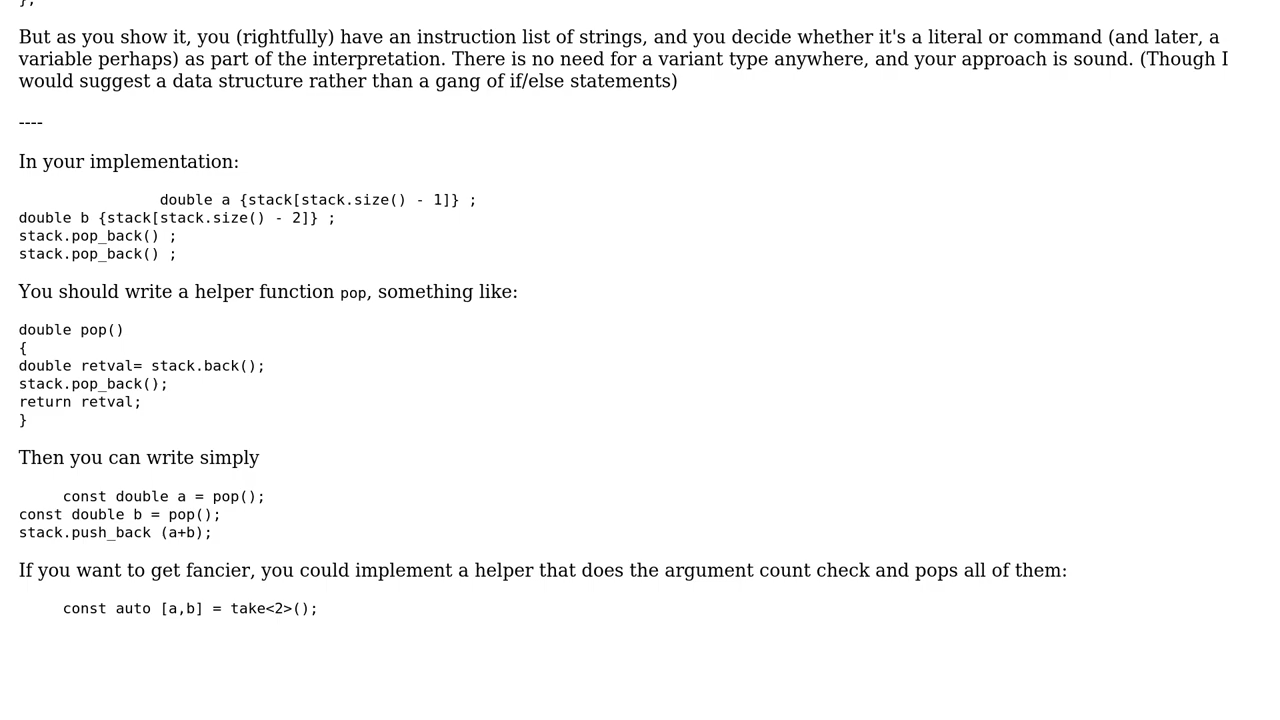 };
But as you show it, you (rightfully) have an instruction list of strings, and you decide whether it's a literal or command (and later, a
variable perhaps) as part of the interpretation. There is no need for a variant type anywhere, and your approach is sound. (Though I
would suggest a data structure rather than a gang of if/else statements)
----
In your implementation:
double a {stack[stack.size() - 1]} ;
double b {stack[stack.size() - 2]} ;
stack.pop_back() ;
stack.pop_back() ;
You should write a helper function pop, something like:
double pop()
{
double retval= stack.back();
stack.pop_back();
return retval;
}
Then you can write simply
const double a = pop();
const double b = pop();
stack.push_back (a+b);
If you want to get fancier, you could implement a helper that does the argument count check and pops all of them:
const auto [a,b] = take<2>();